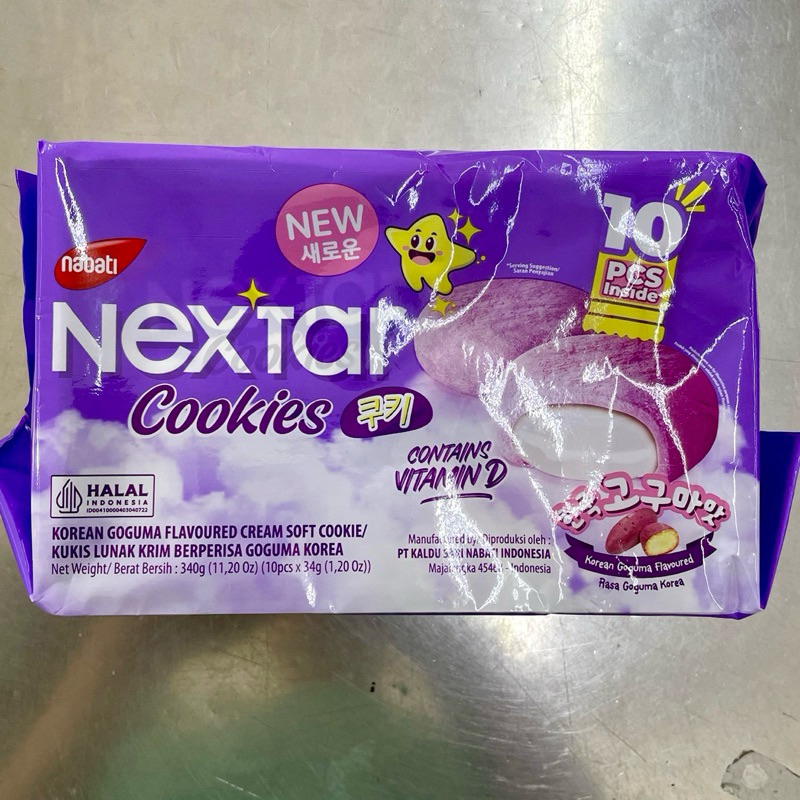 NEW
새로운
nabati
Nextar
Cookies 쿠키
*Serving Suggestion/
Saran Penyajian
10
PCS
Inside
CONTAINS
VITAMIN D
HALAL
INDONESIA
ID00410000403040722
KOREAN GOGUMA FLAVOURED CREAM SOFT COOKIE/
KUKIS LUNAK KRIM BERPERISA GOGUMA KOREA
Net Weight/ Berat Bersih : 340g (11,20 Oz) (10pcs x 34g (1,20 Oz))
Manufactured by/ Diproduksi oleh :
PT KALDU SARI NABATI INDONESIA
Majalengka 45464 - Indonesia
한국 고구마맛
Korean Goguma Flavoured
Rasa Goguma Korea